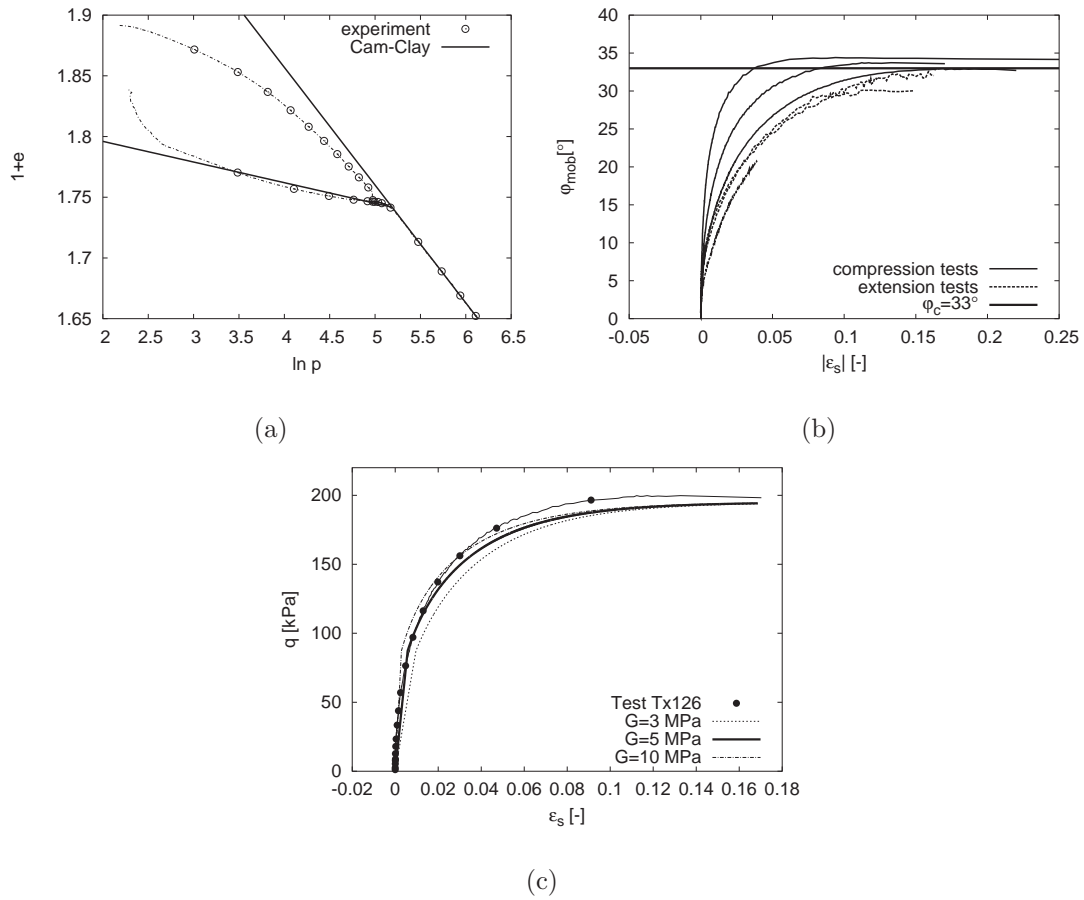 1.9
1.85
1.8
1.7
1.65
1+e
2 2.5 3 3.5 4 4.5 5 5.5 6 6.5
ln p
experiment
Cam-Clay
(a)
40
35
30
25
20
15
10
5
0
φmob[°]
-0.05 0 0.05 0.1 0.15 0.2 0.25
|εs| [-]
compression tests
extension tests
φc=33°
(b)
200
150
100
50
0
q [kPa]
-0.02 0 0.02 0.04 0.06 0.08 0.1 0.12 0.14 0.16 0.18
εs [-]
Test Tx126
G=3 MPa
G=5 MPa
G=10 MPa
(c)